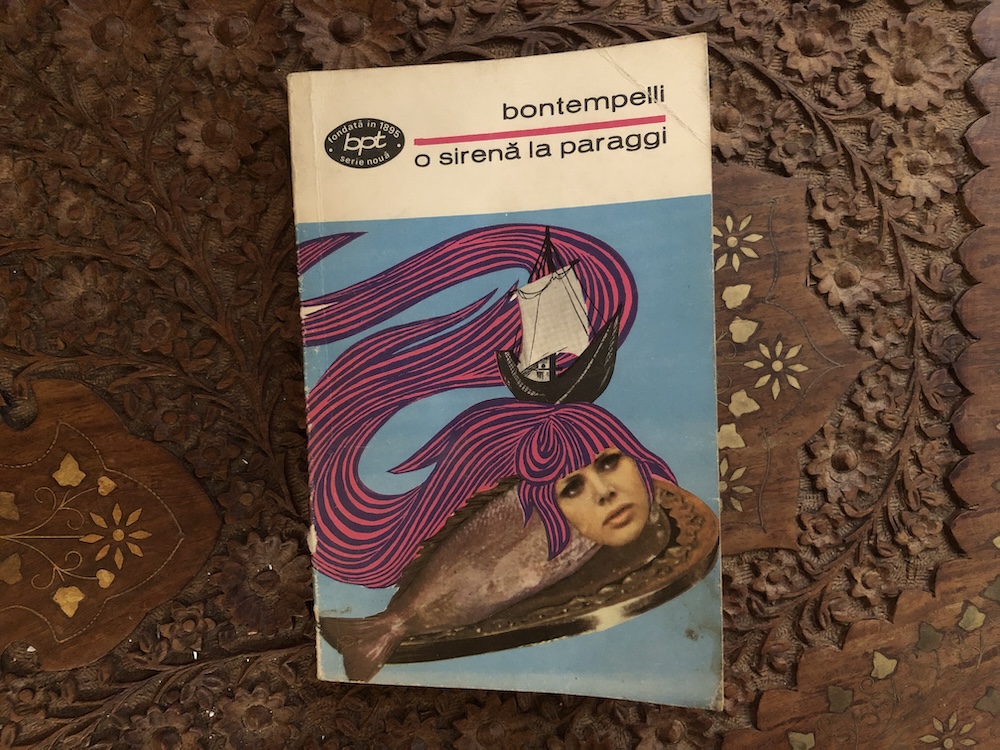 fondată în 1895
bpt
serie nouă
bontempelli
o sirenă la paraggi